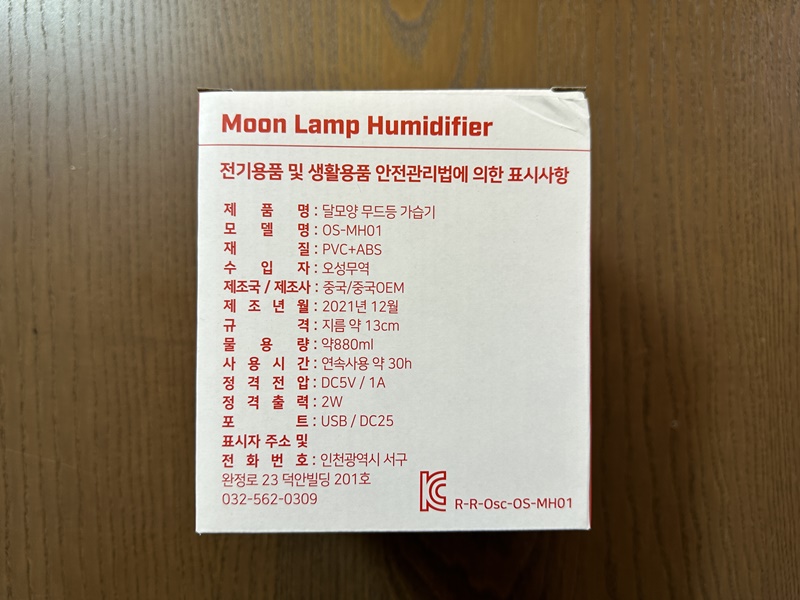 Moon Lamp Humidifier
전기용품 및 생활용품 안전관리법에 의한 표시사항
제 품 명 : 달모양 무드등 가습기
모 델 명 : OS-MH01
재 질 : PVC+ABS
수 입 자 : 오성무역
제조국 / 제조사 : 중국/중국OEM
제 조 년 월 : 2021년 12월
규 격 : 지름 약 13cm
물 용 량 : 약880ml
사 용 시 간 : 연속사용 약 30h
정 격 전 압 : DC5V / 1A
정 격 출 력 : 2W
포 트 : USB / DC25
표시자 주소 및
전 화 번 호 : 인천광역시 서구
완정로 23 덕안빌딩 201호
032-562-0309
KC R-R-Osc-OS-MH01